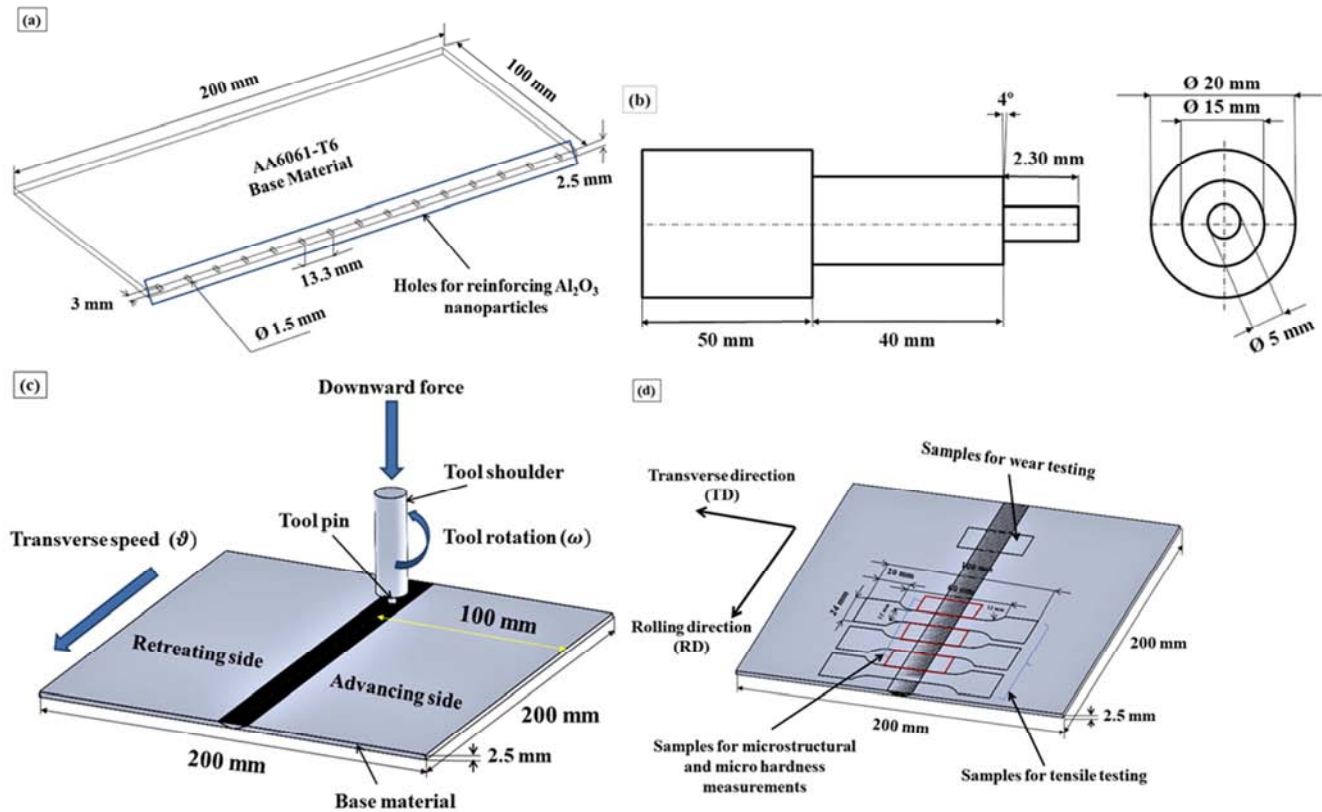 (a)
200 mm
100 mm
AA6061-T6
Base Material
2.5 mm
13.3 mm
3 mm
Ø 1.5 mm
Holes for reinforcing Al₂O₃
nanoparticles
(b)
4°
2.30 mm
50 mm
40 mm
Ø 20 mm
Ø 15 mm
Ø 5 mm
(c)
Downward force
Tool shoulder
Tool pin
Tool rotation (ω)
Transverse speed (ϑ)
100 mm
Retreating side
Advancing side
200 mm
200 mm
2.5 mm
Base material
(d)
Samples for wear testing
Transverse direction
(TD)
Rolling direction
(RD)
24 mm
200 mm
200 mm
2.5 mm
Samples for microstructural
and micro hardness
measurements
Samples for tensile testing